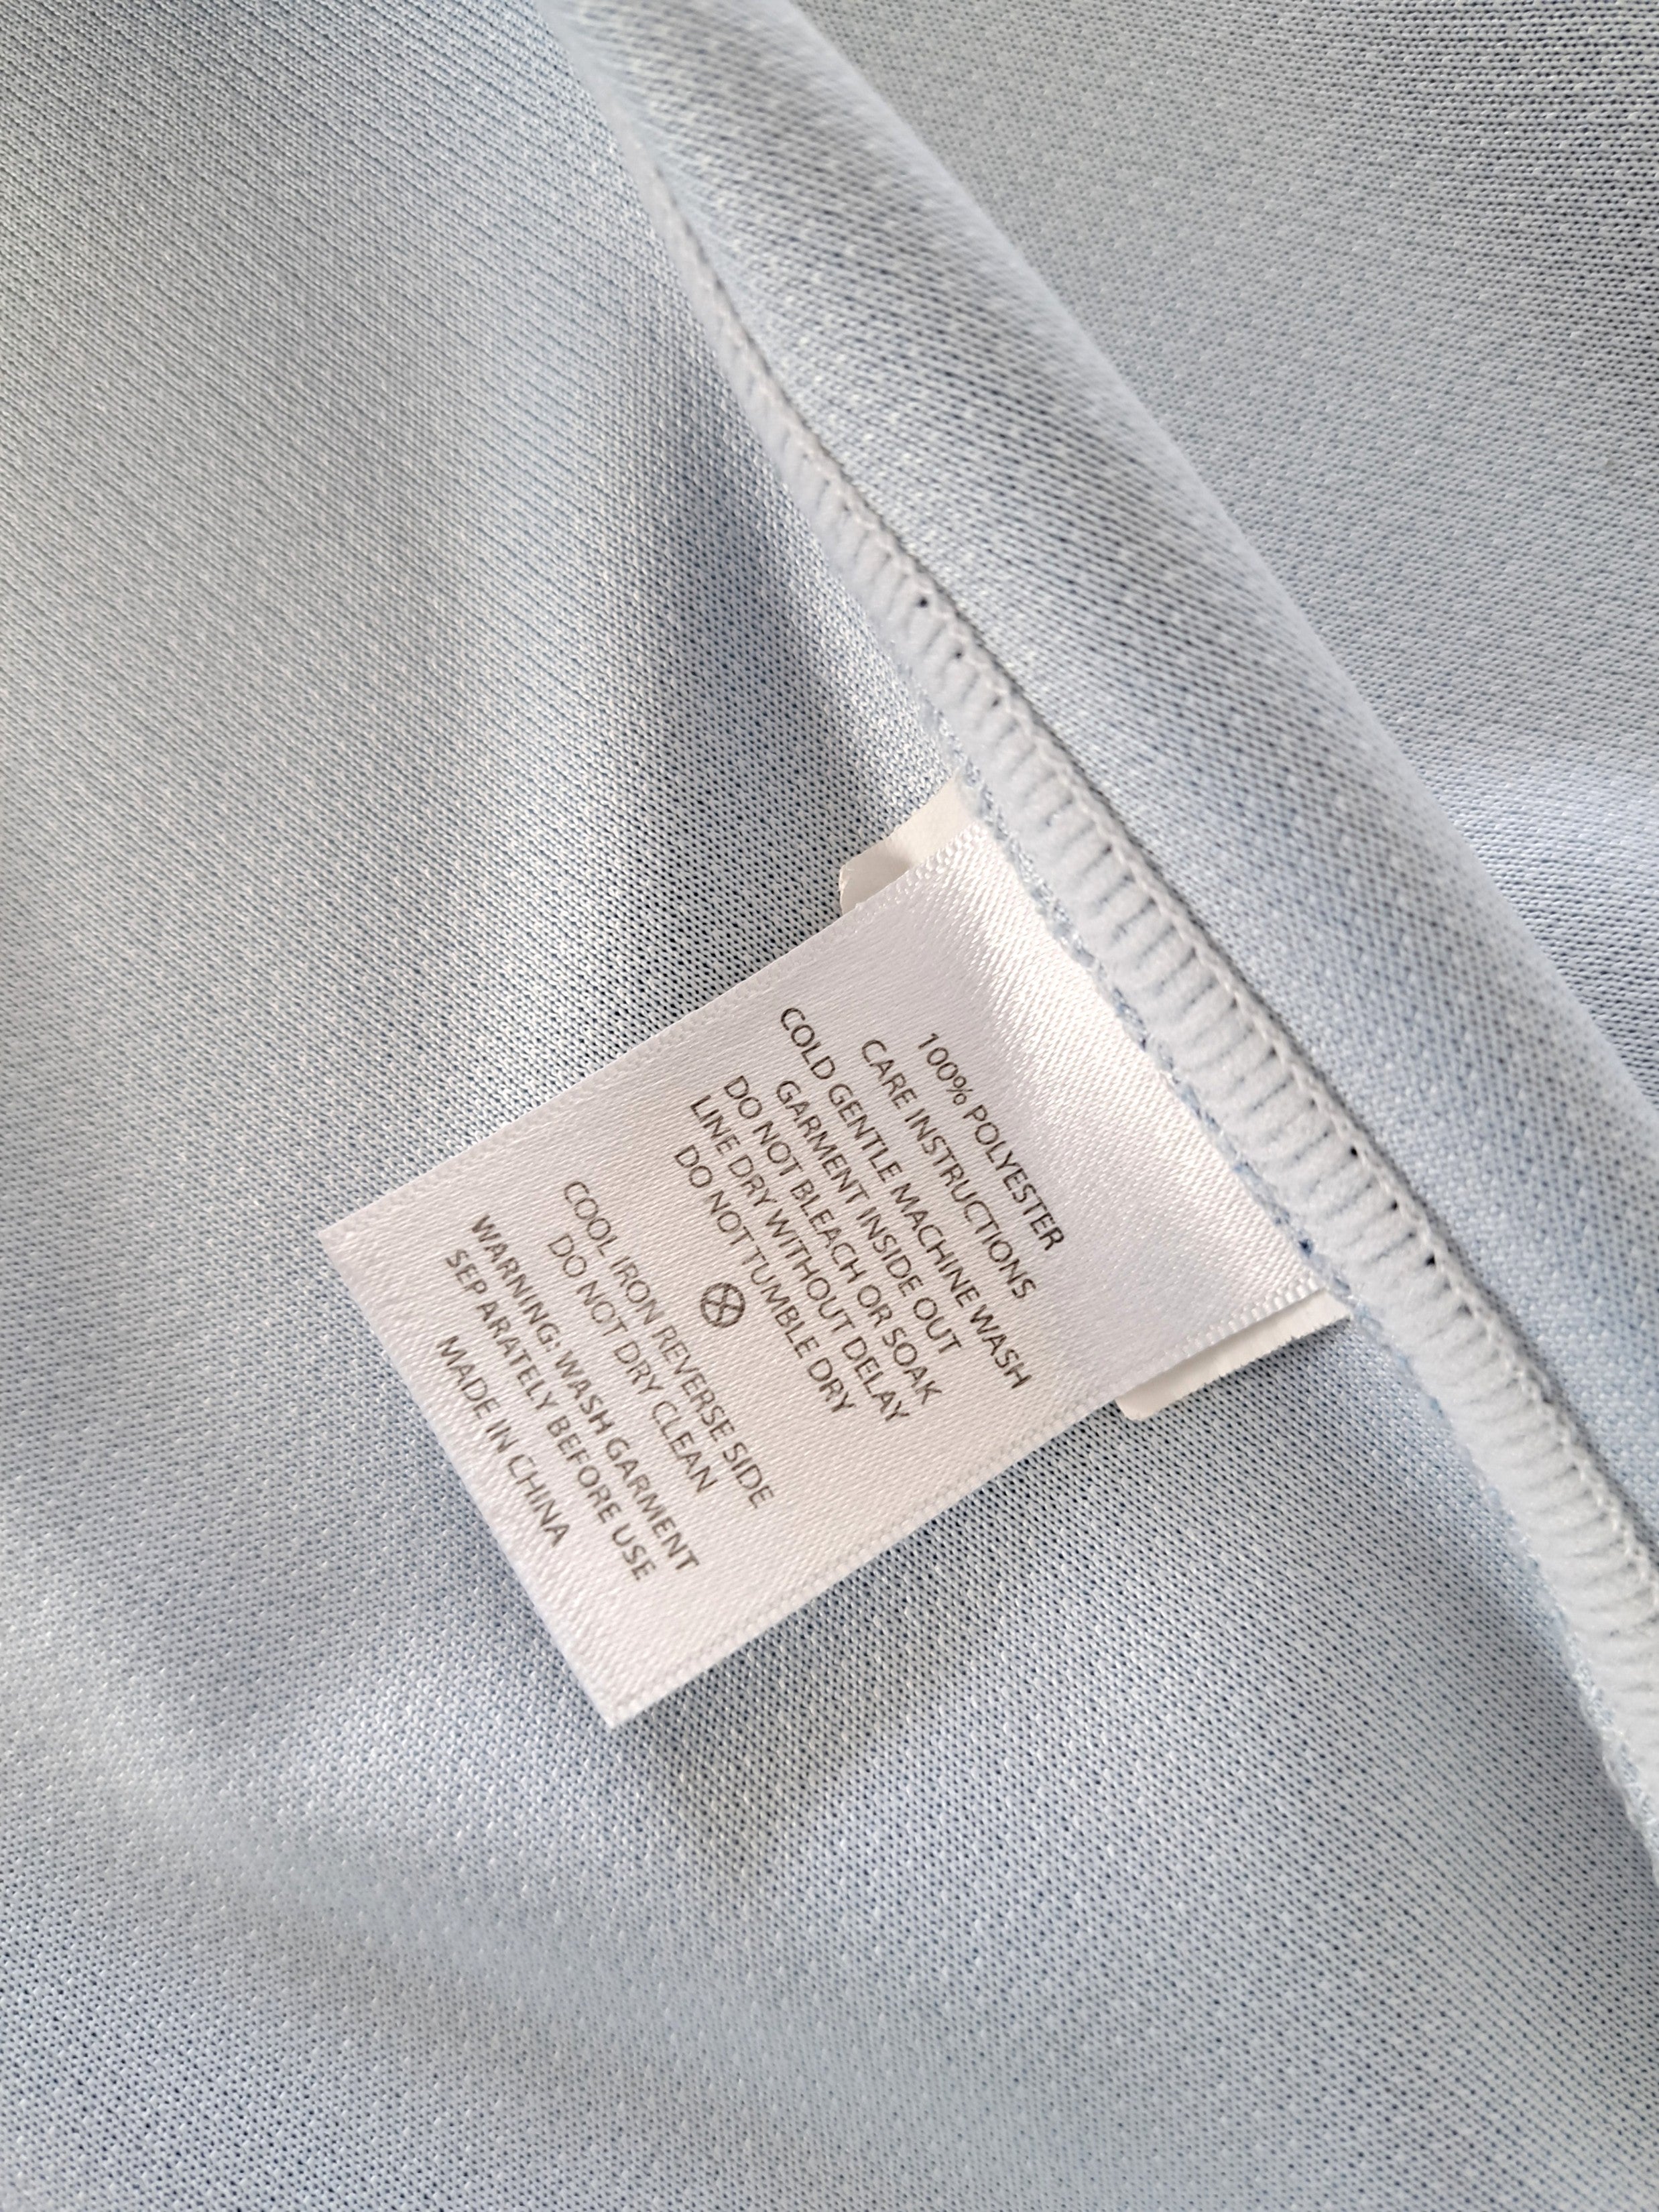 100% POLYESTER
CARE INSTRUCTIONS
COLD GENTLE MACHINE WASH
GARMENT INSIDE OUT
DO NOT BLEACH OR SOAK
LINE DRY WITHOUT DELAY
DO NOT TUMBLE DRY
COOL IRON REVERSE SIDE
DO NOT DRY CLEAN
WARNING: WASH GARMENT
SEPARATELY BEFORE USE
MADE IN CHINA